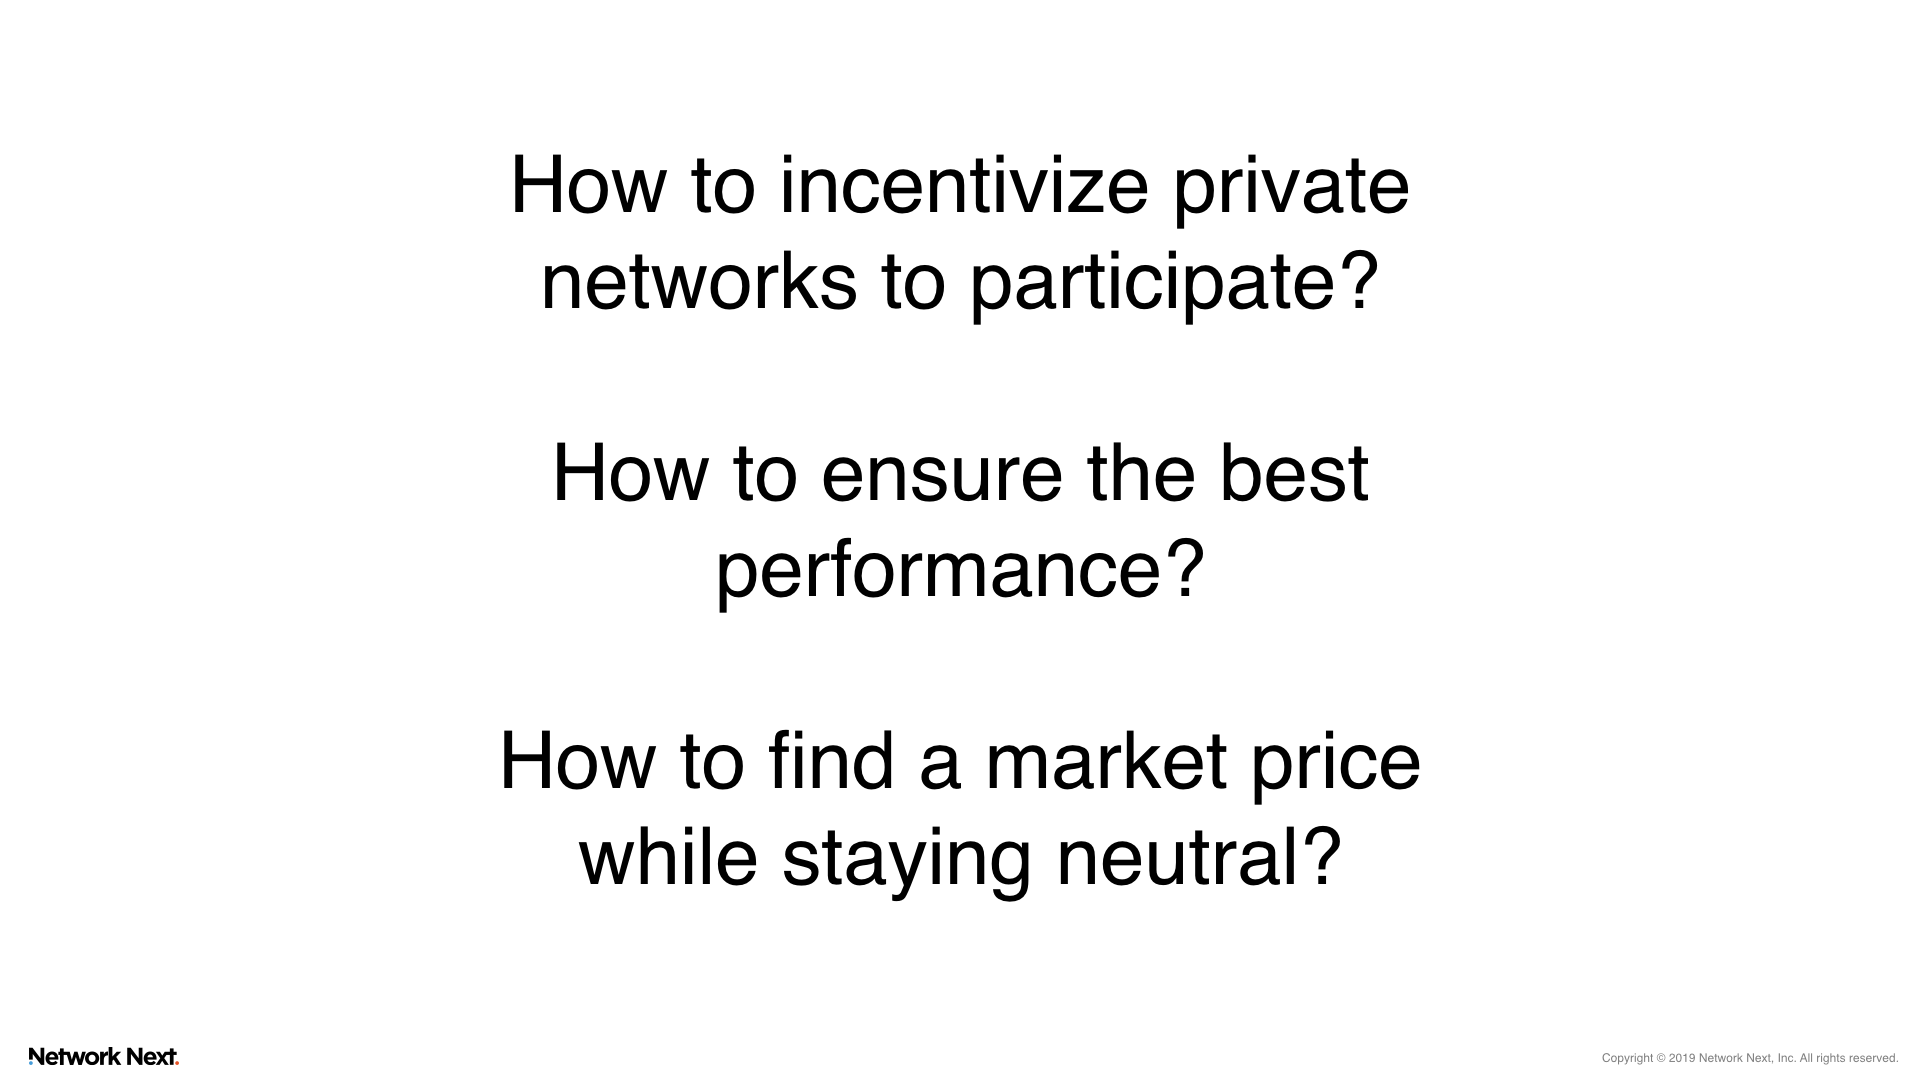 How to incentivize private
networks to participate?
How to ensure the best
performance?
How to find a market price
while staying neutral?
Network Next.
Copyright © 2019 Network Next, Inc. All rights reserved.